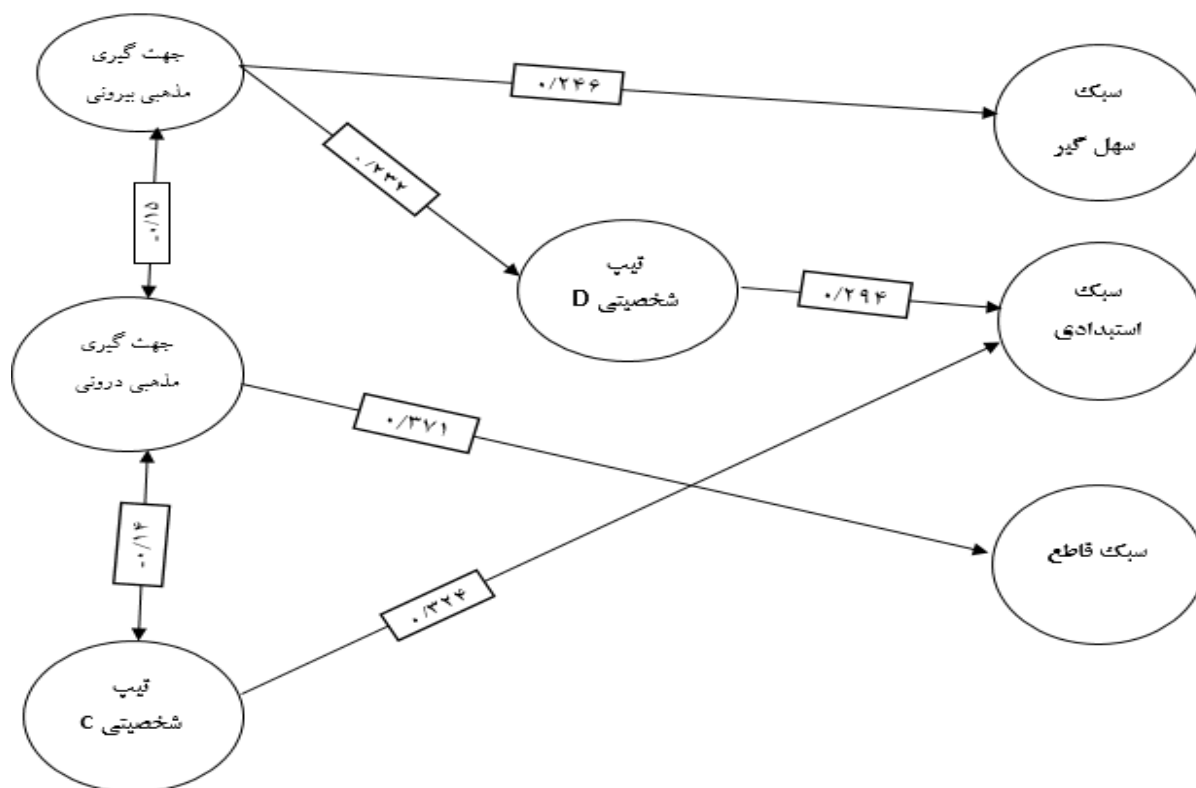 جهت گیری
مذهبی بیرونی
۰/۲۴۶
سبک
سهل گیر
۰/۲۳۲
-۰/۱۵
تیپ
شخصیتی D
۰/۲۹۴
سبک
استبدادی
جهت گیری
مذهبی درونی
۰/۳۷۱
سبک قاطع
-۰/۱۴
۰/۳۲۴
تیپ
شخصیتی C